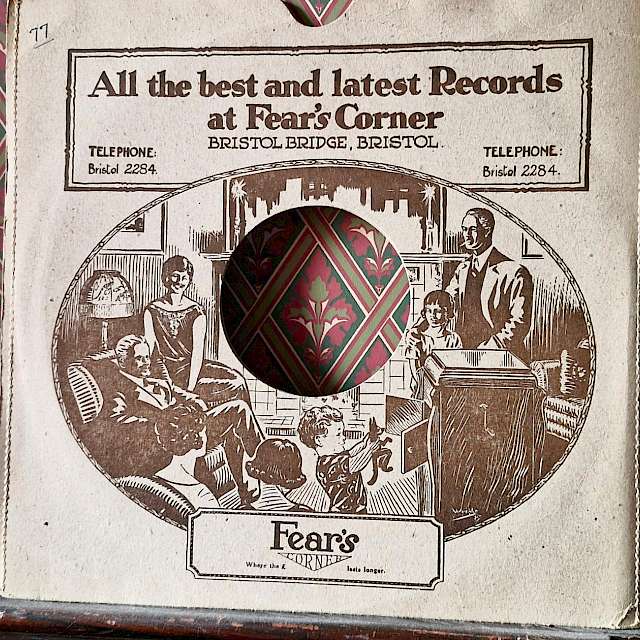 77
All the best and latest Records
at Fear's Corner
BRISTOL BRIDGE, BRISTOL.
TELEPHONE:
Bristol 2284.
TELEPHONE:
Bristol 2284.
Fear's
CORNER
Where the £ lasts longer.